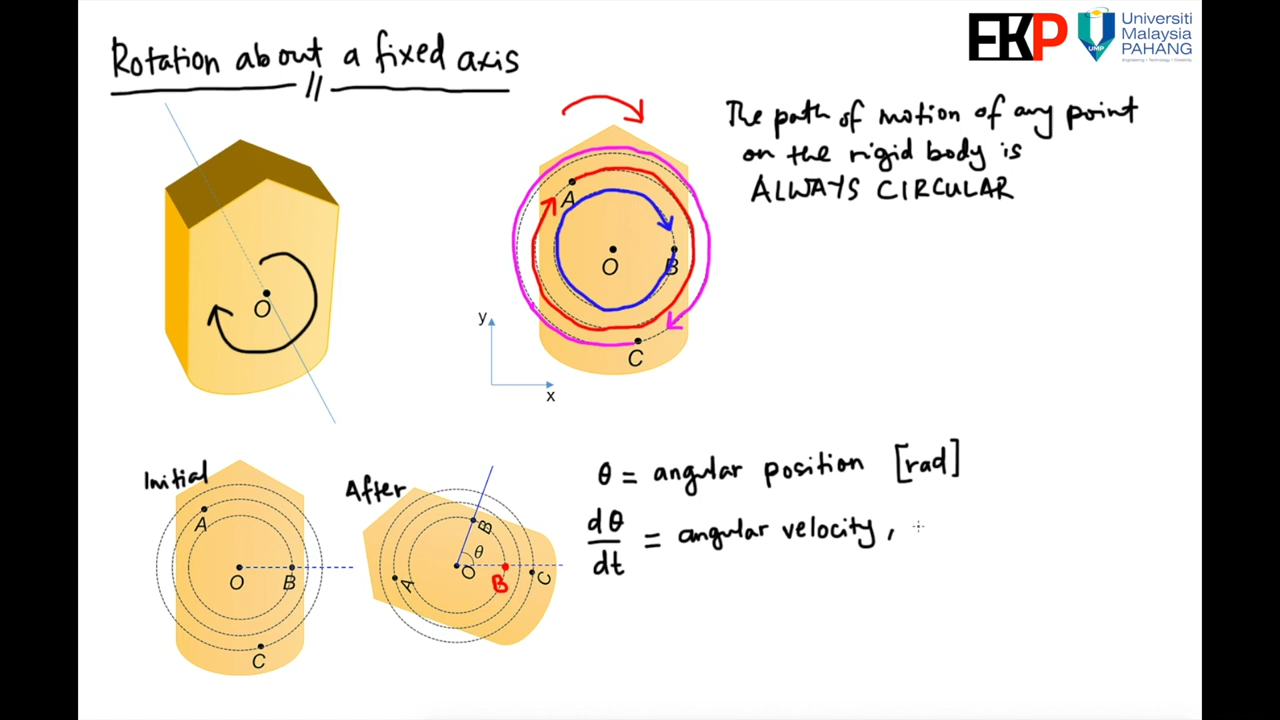 EKP
UMP
Universiti
Malaysia
PAHANG
Rotation about a fixed axis
O
A
O
B
C
y
x
The path of motion of any point
on the rigid body is
ALWAYS CIRCULAR
Initial
A
O
B
C
After
B
θ
O
B
A
C
θ = angular position [rad]
dθ
dt
= angular velocity,